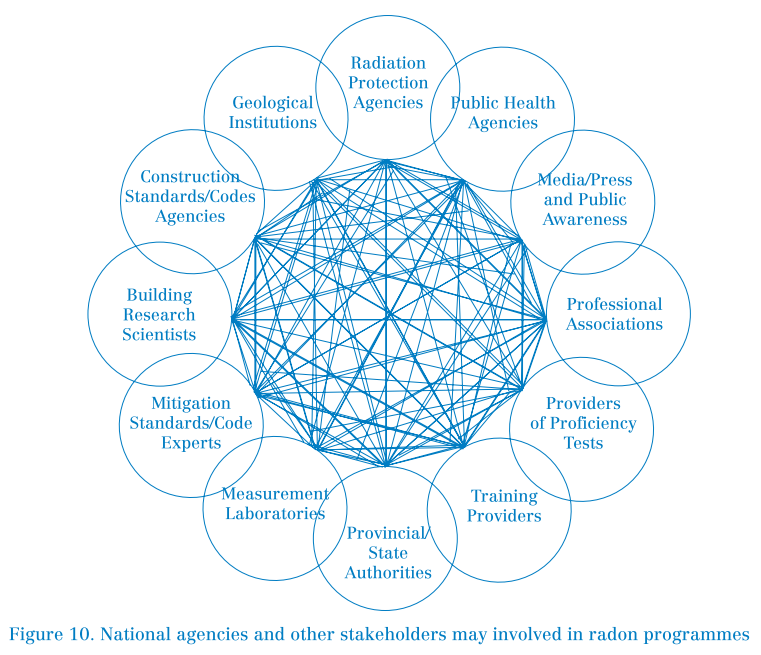 Radiation
Protection
Agencies
Public Health
Agencies
Media/Press
and Public
Awareness
Professional
Associations
Providers
of Proficiency
Tests
Training
Providers
Provincial/
State
Authorities
Measurement
Laboratories
Mitigation
Standards/Code
Experts
Building
Research
Scientists
Construction
Standards/Codes
Agencies
Geological
Institutions
Figure 10. National agencies and other stakeholders may involved in radon programmes